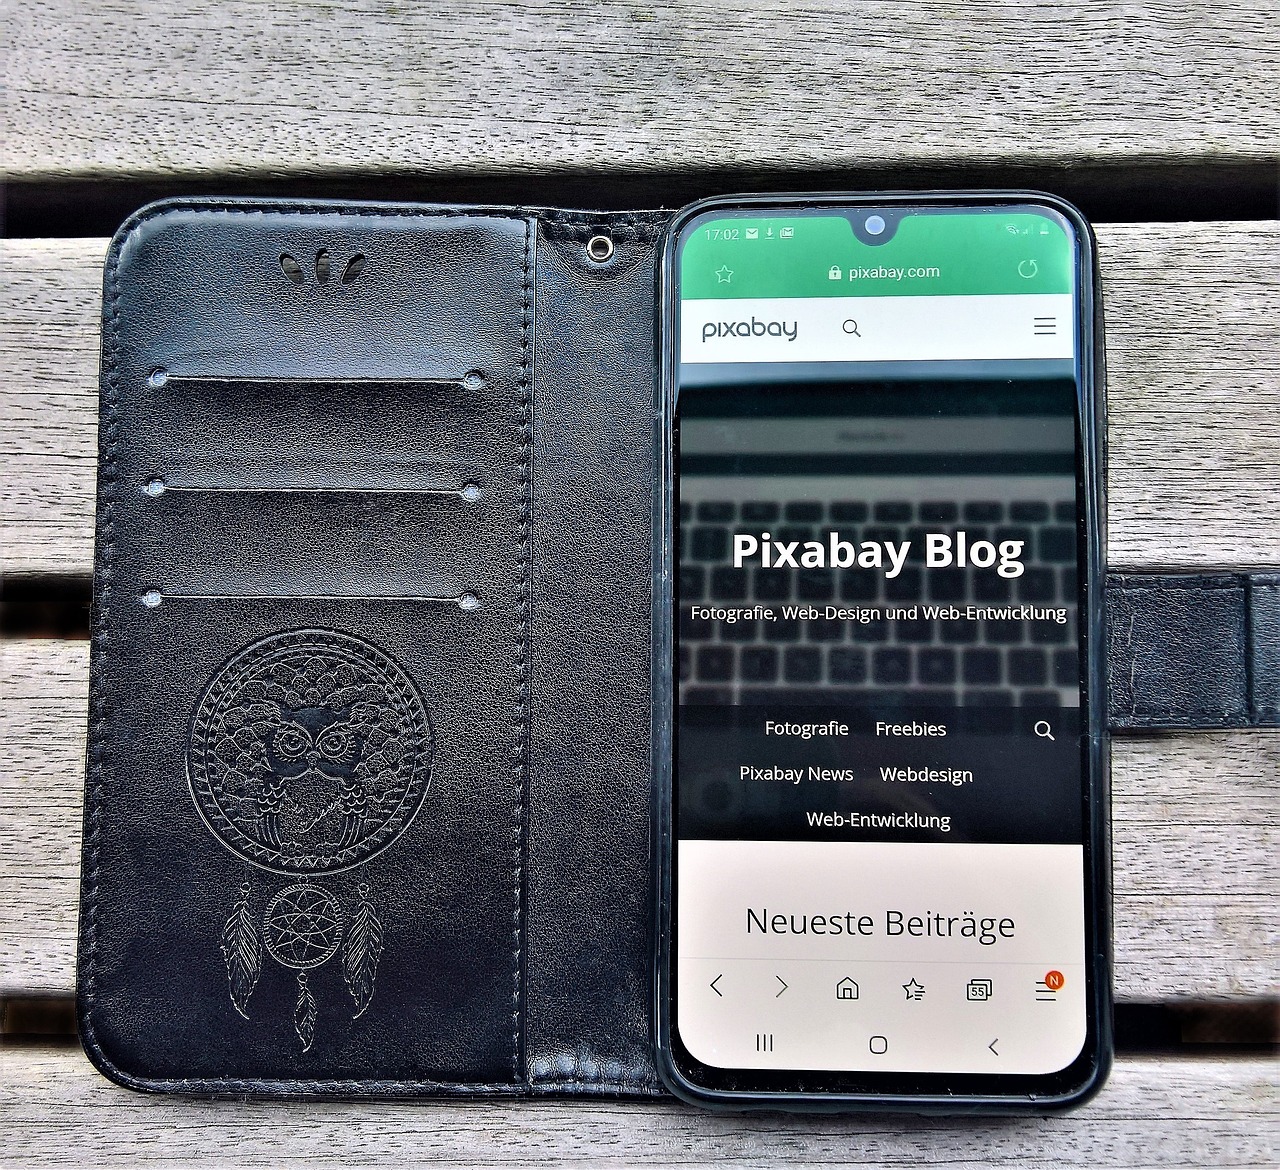 17:02
pixabay.com
pixabay
Pixabay Blog
Fotografie, Web-Design und Web-Entwicklung
Fotografie Freebies
Pixabay News Webdesign
Web-Entwicklung
Neueste Beiträge
55
N